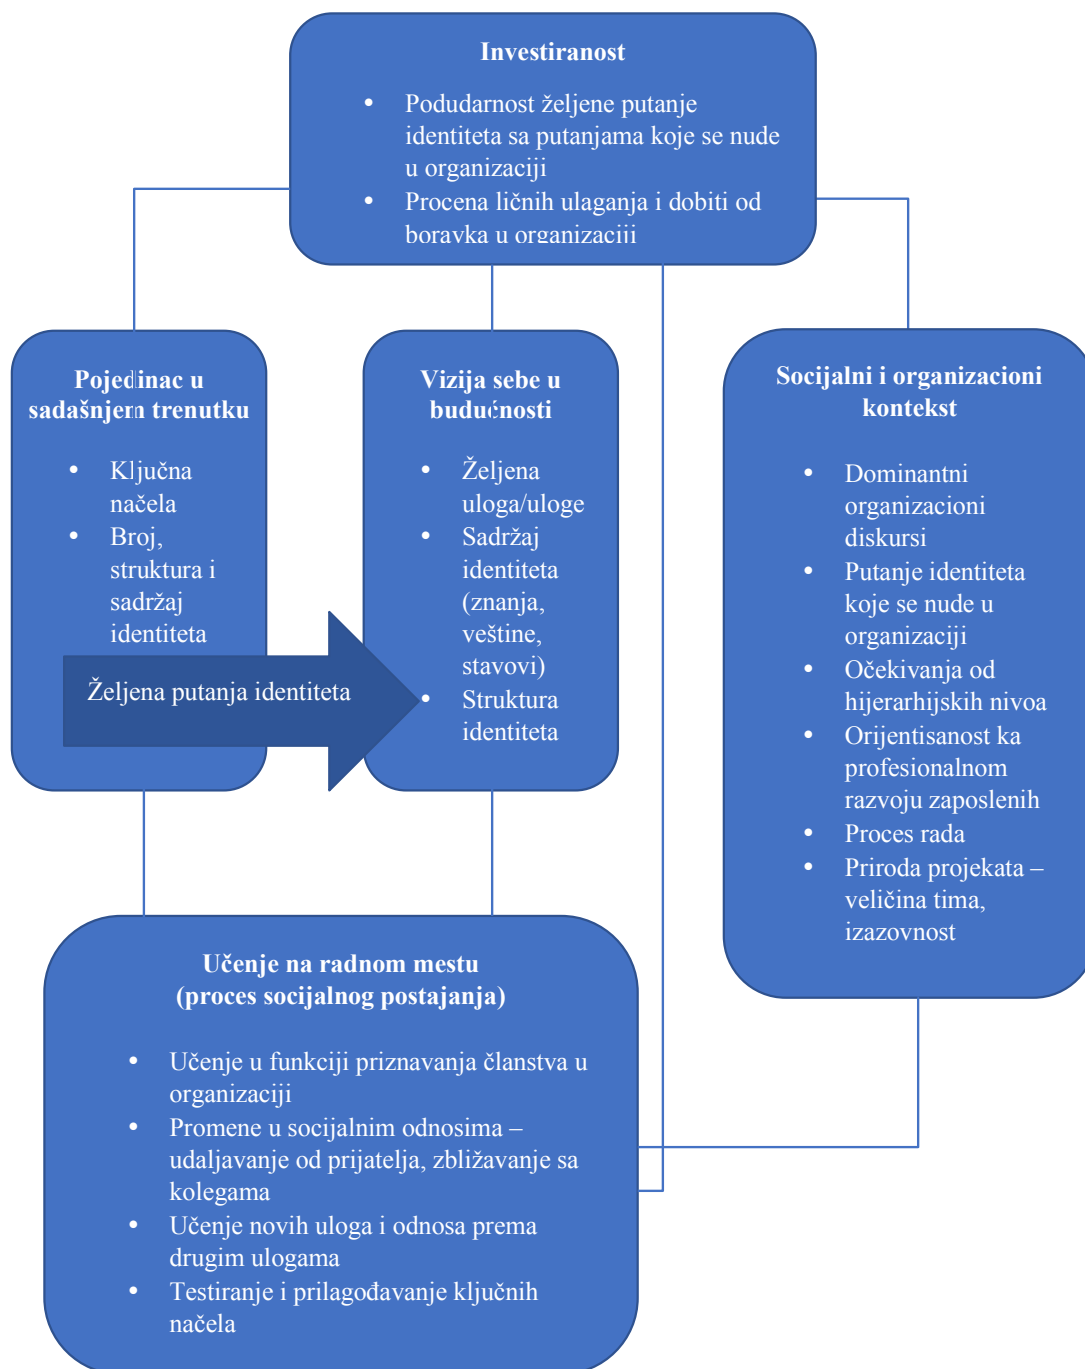 Investiranost
• Podudarnost željene putanje
identiteta sa putanjama koje se nude
u organizaciji
• Procena ličnih ulaganja i dobiti od
boravka u organizaciji
Pojedinac u
sadašnjem trenutku
• Ključna
načela
• Broj,
struktura i
sadržaj
identiteta
Željena putanja identiteta
Vizija sebe u
budućnosti
• Željena
uloga/uloge
• Sadržaj
identiteta
(znanja,
veštine,
stavovi)
• Struktura
identiteta
Socijalni i organizacioni
kontekst
• Dominantni
organizacioni
diskursi
• Putanje identiteta
koje se nude u
organizaciji
• Očekivanja od
hijerarhijskih nivoa
• Orijentisanost ka
profesionalnom
razvoju zaposlenih
• Proces rada
• Priroda projekata –
veličina tima,
izazovnost
Učenje na radnom mestu
(proces socijalnog postajanja)
• Učenje u funkciji priznavanja članstva u
organizaciji
• Promene u socijalnim odnosima –
udaljavanje od prijatelja, zbližavanje sa
kolegama
• Učenje novih uloga i odnosa prema
drugim ulogama
• Testiranje i prilagođavanje ključnih
načela